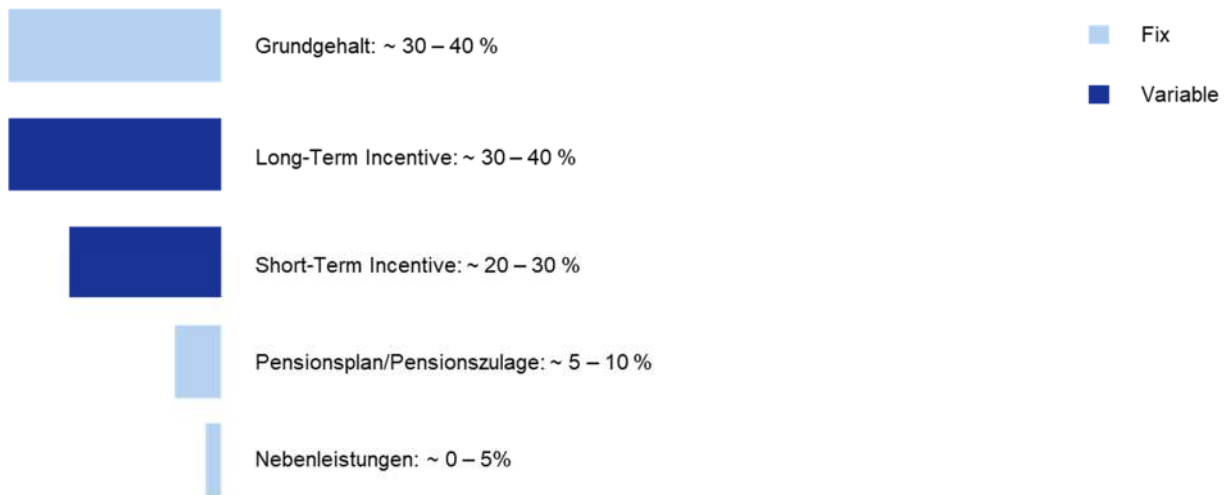 Grundgehalt: ~ 30 – 40 %
Fix
Variable
Long-Term Incentive: ~ 30 – 40 %
Short-Term Incentive: ~ 20 – 30 %
Pensionsplan/Pensionszulage: ~ 5 – 10 %
Nebenleistungen: ~ 0 – 5%